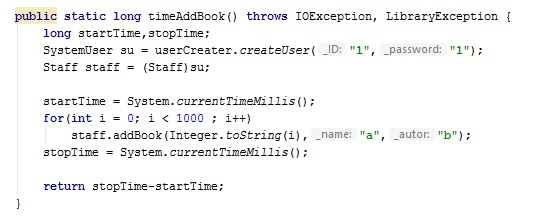 public static long timeAddBook() throws IOException, LibraryException {
long startTime,stopTime;
SystemUser su = userCreater.createUser( _ID: "1", _password: "1");
Staff staff = (Staff)su;
startTime = System.currentTimeMillis();
for(int i = 0; i < 1000 ; i++)
staff.addBook(Integer.toString(i), _name: "a", _autor: "b");
stopTime = System.currentTimeMillis();
return stopTime-startTime;
}